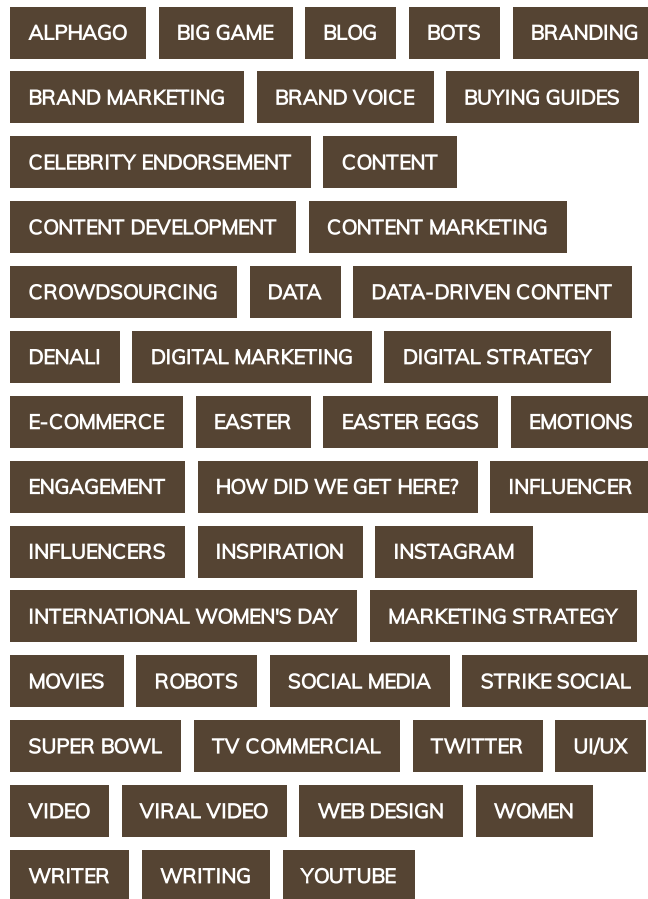 ALPHAGO BIG GAME BLOG BOTS BRANDING
BRAND MARKETING BRAND VOICE BUYING GUIDES
CELEBRITY ENDORSEMENT CONTENT
CONTENT DEVELOPMENT CONTENT MARKETING
CROWDSOURCING DATA DATA-DRIVEN CONTENT
DENALI DIGITAL MARKETING DIGITAL STRATEGY
E-COMMERCE EASTER EASTER EGGS EMOTIONS
ENGAGEMENT HOW DID WE GET HERE? INFLUENCER
INFLUENCERS INSPIRATION INSTAGRAM
INTERNATIONAL WOMEN'S DAY MARKETING STRATEGY
MOVIES ROBOTS SOCIAL MEDIA STRIKE SOCIAL
SUPER BOWL TV COMMERCIAL TWITTER UI/UX
VIDEO VIRAL VIDEO WEB DESIGN WOMEN
WRITER WRITING YOUTUBE